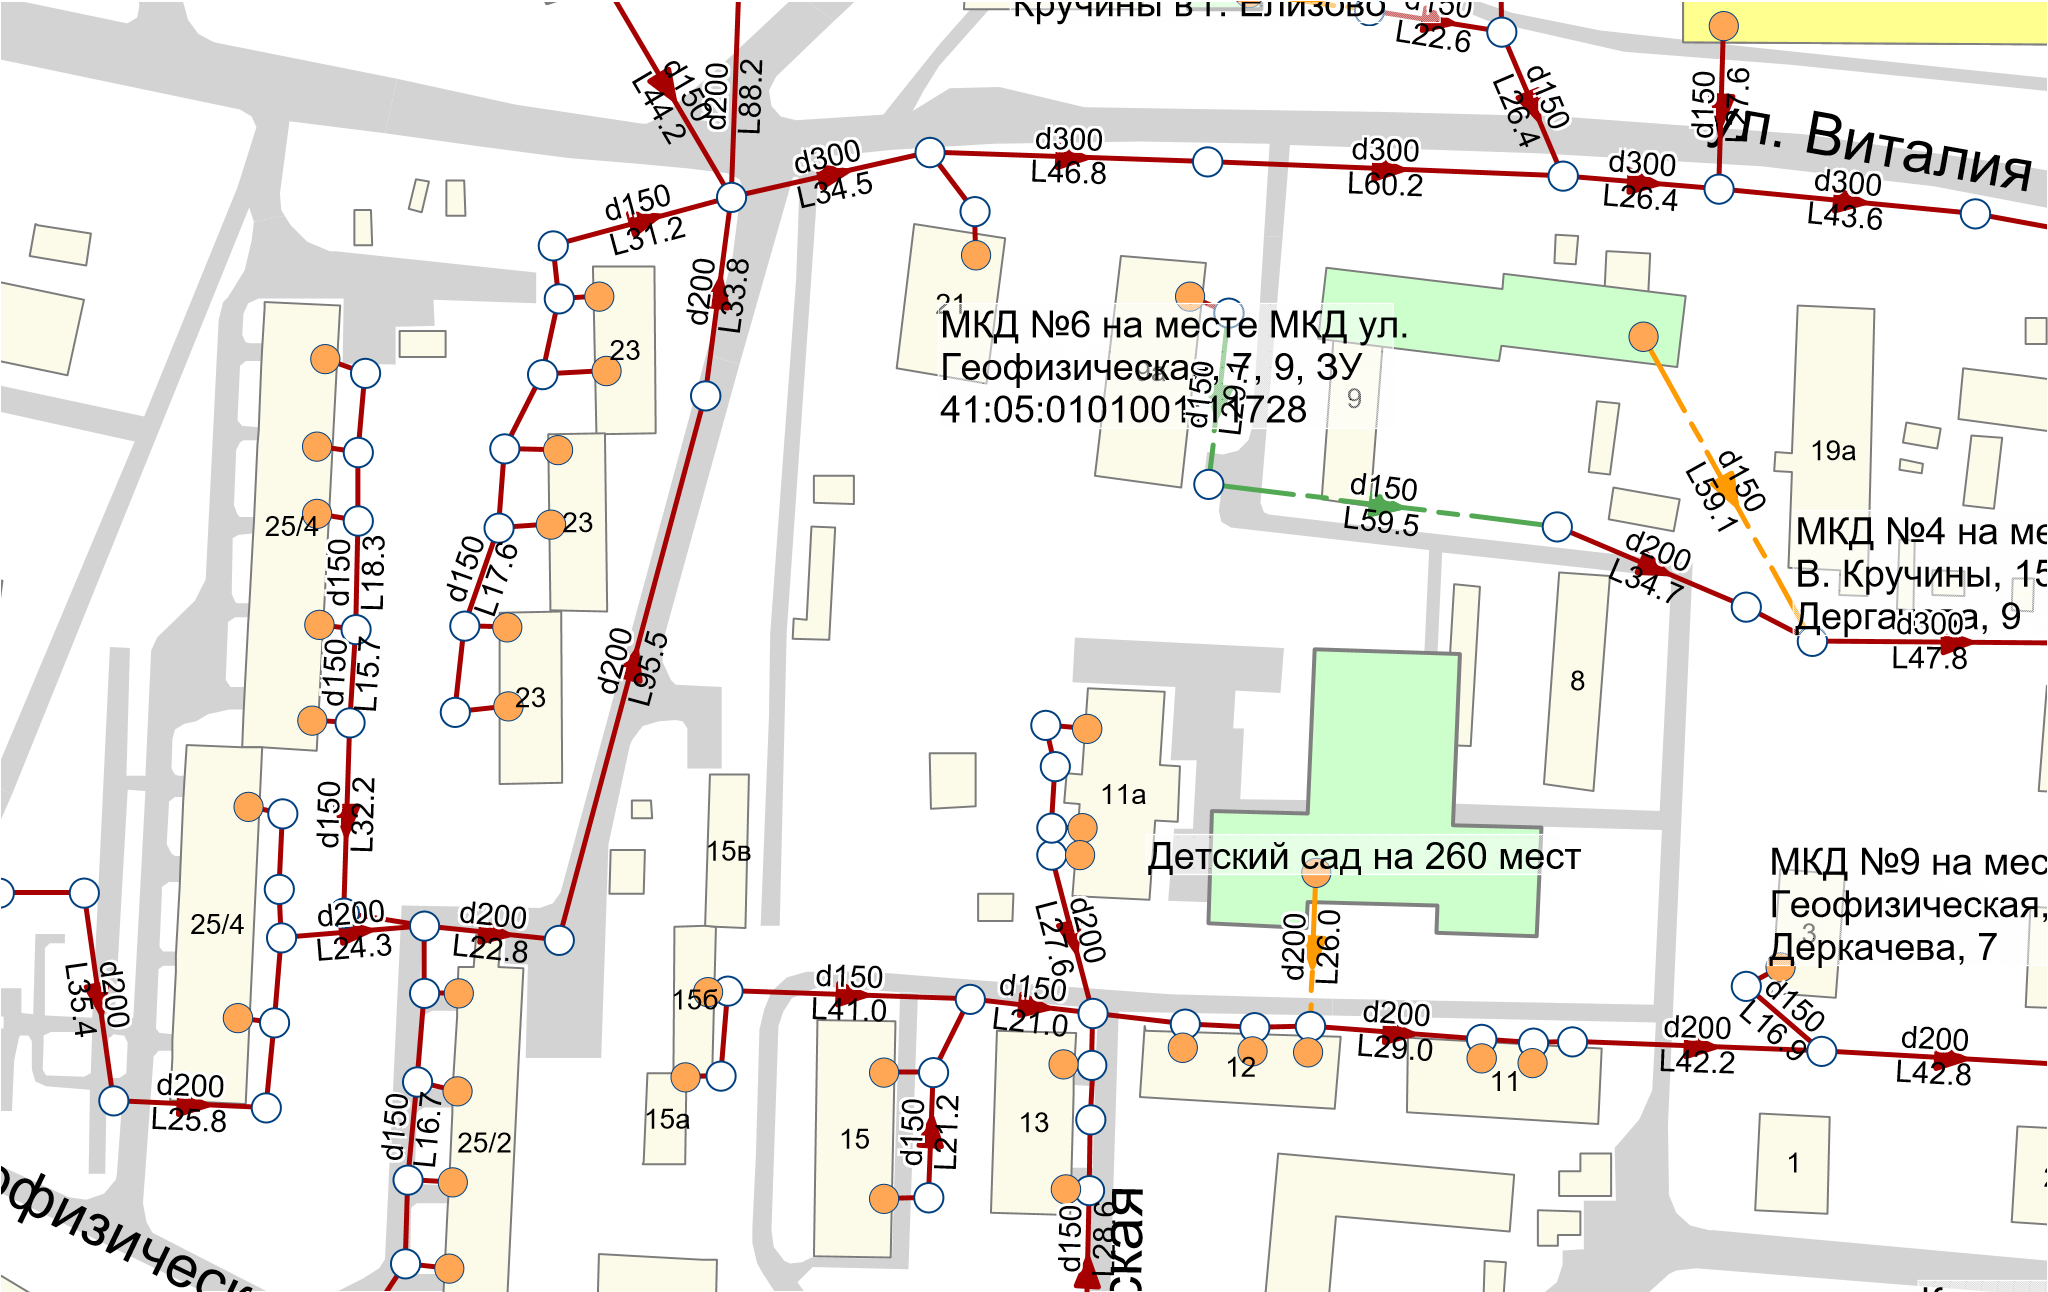 Кручины в г. Елизово
d150
L22.6
d150
L44.2
d200
L88.2
d150
L26.4
d150
ул. Виталия
d300
L34.5
d300
L46.8
d300
L60.2
d300
L26.4
d300
L43.6
d150
L31.2
d200
L33.8
21
23
МКД №6 на месте МКД ул.
Геофизическая, 7, 9, ЗУ
41:05:0101001:11728
9а
9
d150
19а
25/4
23
d150
L59.5
d150
L59.1
d200
L34.7
МКД №4 на ме
В. Кручины, 15
d300
L47.8
d150
L18.3
d150
L17.6
d150
L15.7
23
d200
L95.5
8
11а
d150
L32.2
15в
Детский сад на 260 мест
МКД №9 на мес
Геофизическая,
Деркачева, 7
3
25/4
d200
L24.3
d200
L22.8
d200
L27.6
d200
L26.0
d200
L35.4
15б
d150
L41.0
d150
L21.0
d200
L29.0
d200
L42.2
d150
L16.9
d200
L42.8
12
11
d200
L25.8
d150
L16.7
25/2
15а
15
d150
L21.2
13
1
d150
L28.6
ская
офизическ